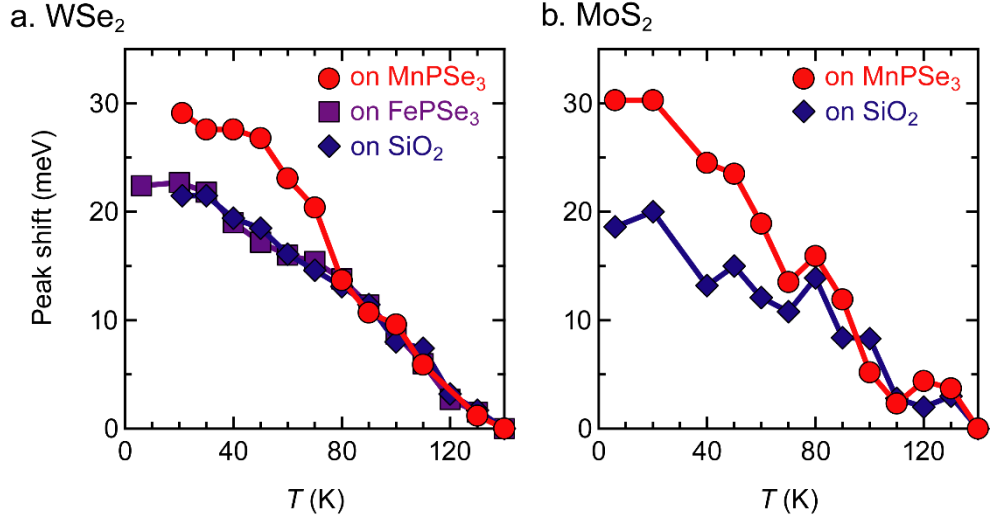 a. WSe₂
on MnPSe₃
on FePSe₃
on SiO₂
Peak shift (meV)
30
20
10
0
0 40 80 120
T (K)
b. MoS₂
on MnPSe₃
on SiO₂
30
20
10
0
0 40 80 120
T (K)